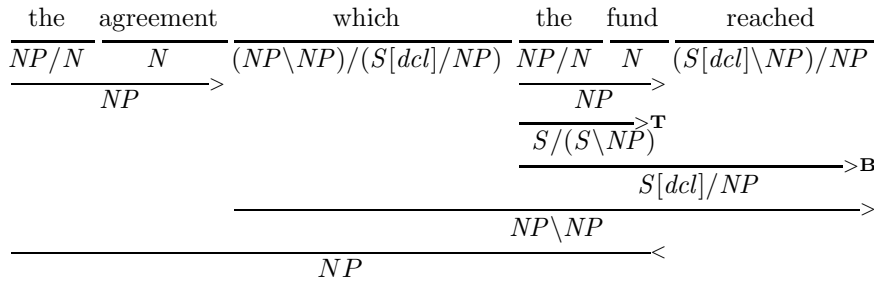 the agreement which the fund reached
NP/N N (NP\NP)/(S[dcl]/NP) NP/N N (S[dcl]\NP)/NP
> >
NP NP
>T
S/(S\NP)
>B
S[dcl]/NP
>
NP\NP
<
NP